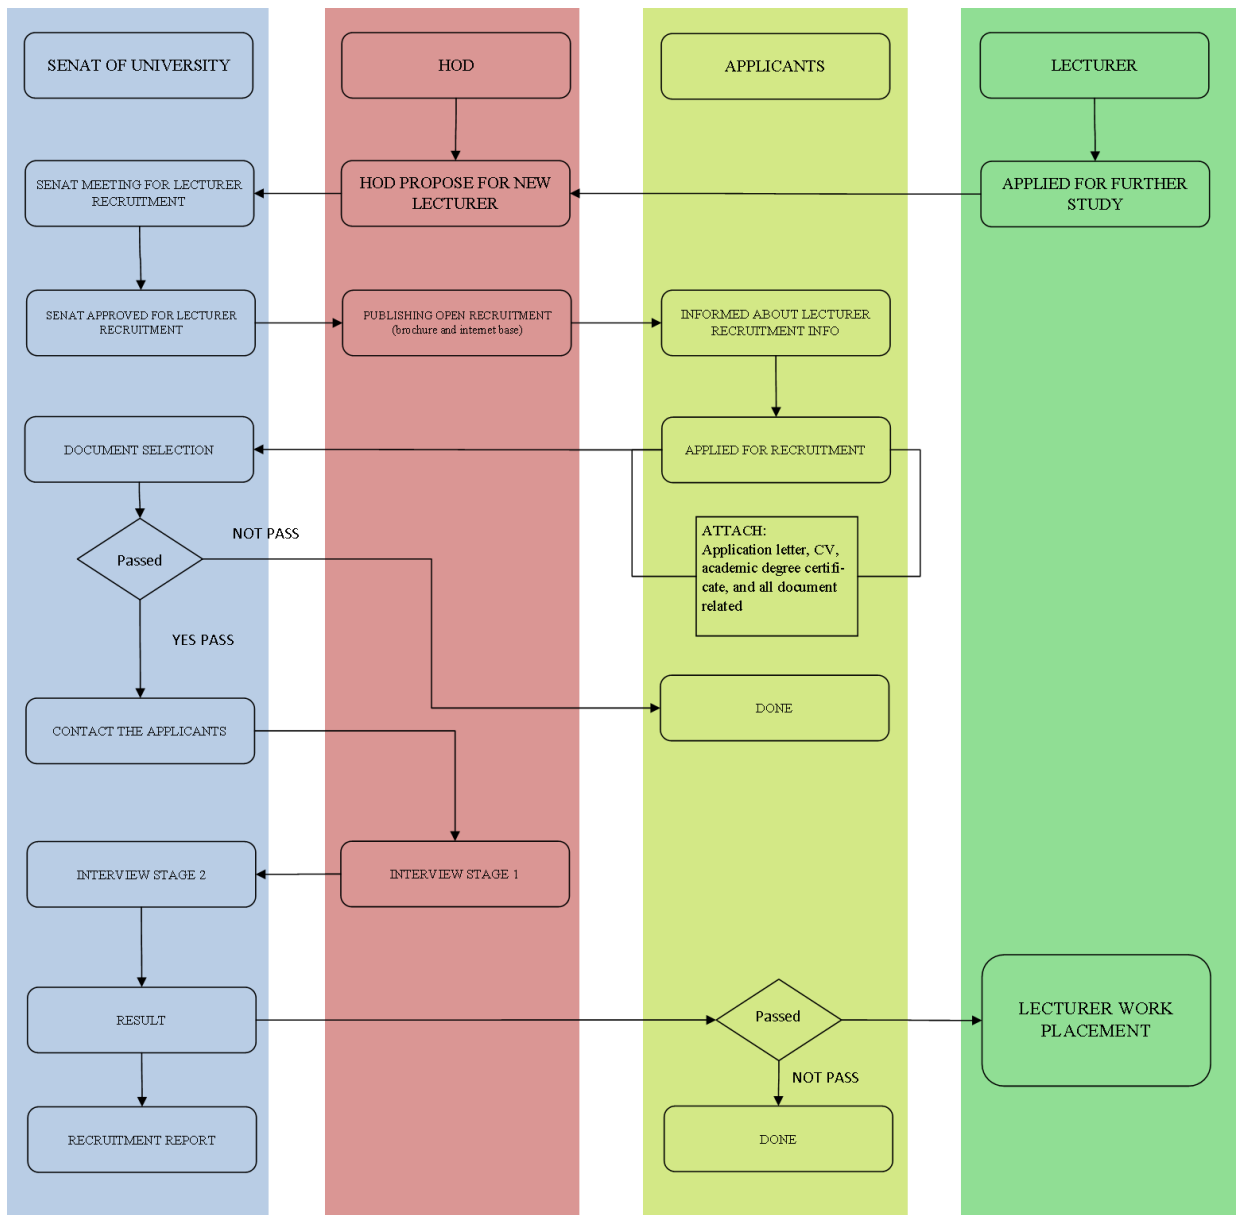 SENAT OF UNIVERSITY
HOD
APPLICANTS
LECTURER
SENAT MEETING FOR LECTURER
RECRUITMENT
HOD PROPOSE FOR NEW
LECTURER
APPLIED FOR FURTHER
STUDY
SENAT APPROVED FOR LECTURER
RECRUITMENT
PUBLISHING OPEN RECRUITMENT
(brochure and internet base)
INFORMED ABOUT LECTURER
RECRUITMENT INFO
DOCUMENT SELECTION
APPLIED FOR RECRUITMENT
ATTACH:
Application letter, CV,
academic degree certifi-
cate, and all document
related
Passed
NOT PASS
YES PASS
CONTACT THE APPLICANTS
DONE
INTERVIEW STAGE 2
INTERVIEW STAGE 1
RESULT
Passed
LECTURER WORK
PLACEMENT
NOT PASS
RECRUITMENT REPORT
DONE